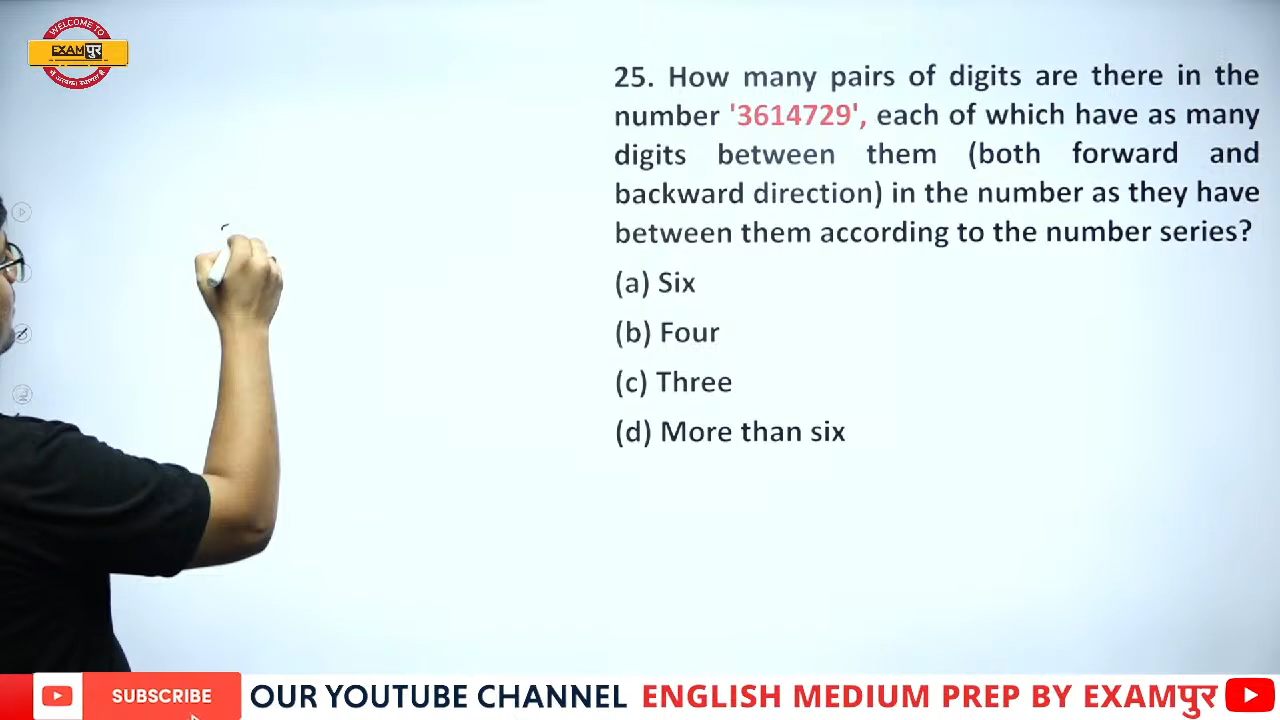 WELCOME TO
EXAMपुर
25. How many pairs of digits are there in the
number '3614729', each of which have as many
digits between them (both forward and
backward direction) in the number as they have
between them according to the number series?
(a) Six
(b) Four
(c) Three
(d) More than six
SUBSCRIBE
OUR YOUTUBE CHANNEL ENGLISH MEDIUM PREP BY EXAMपुर